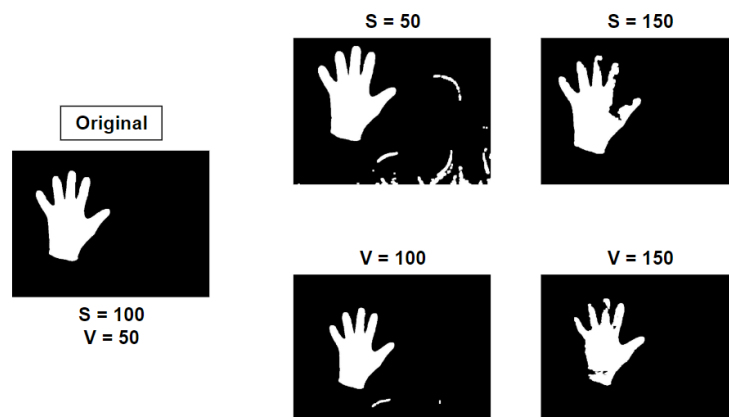 S = 50
S = 150
Original
S = 100
V = 50
V = 100
V = 150